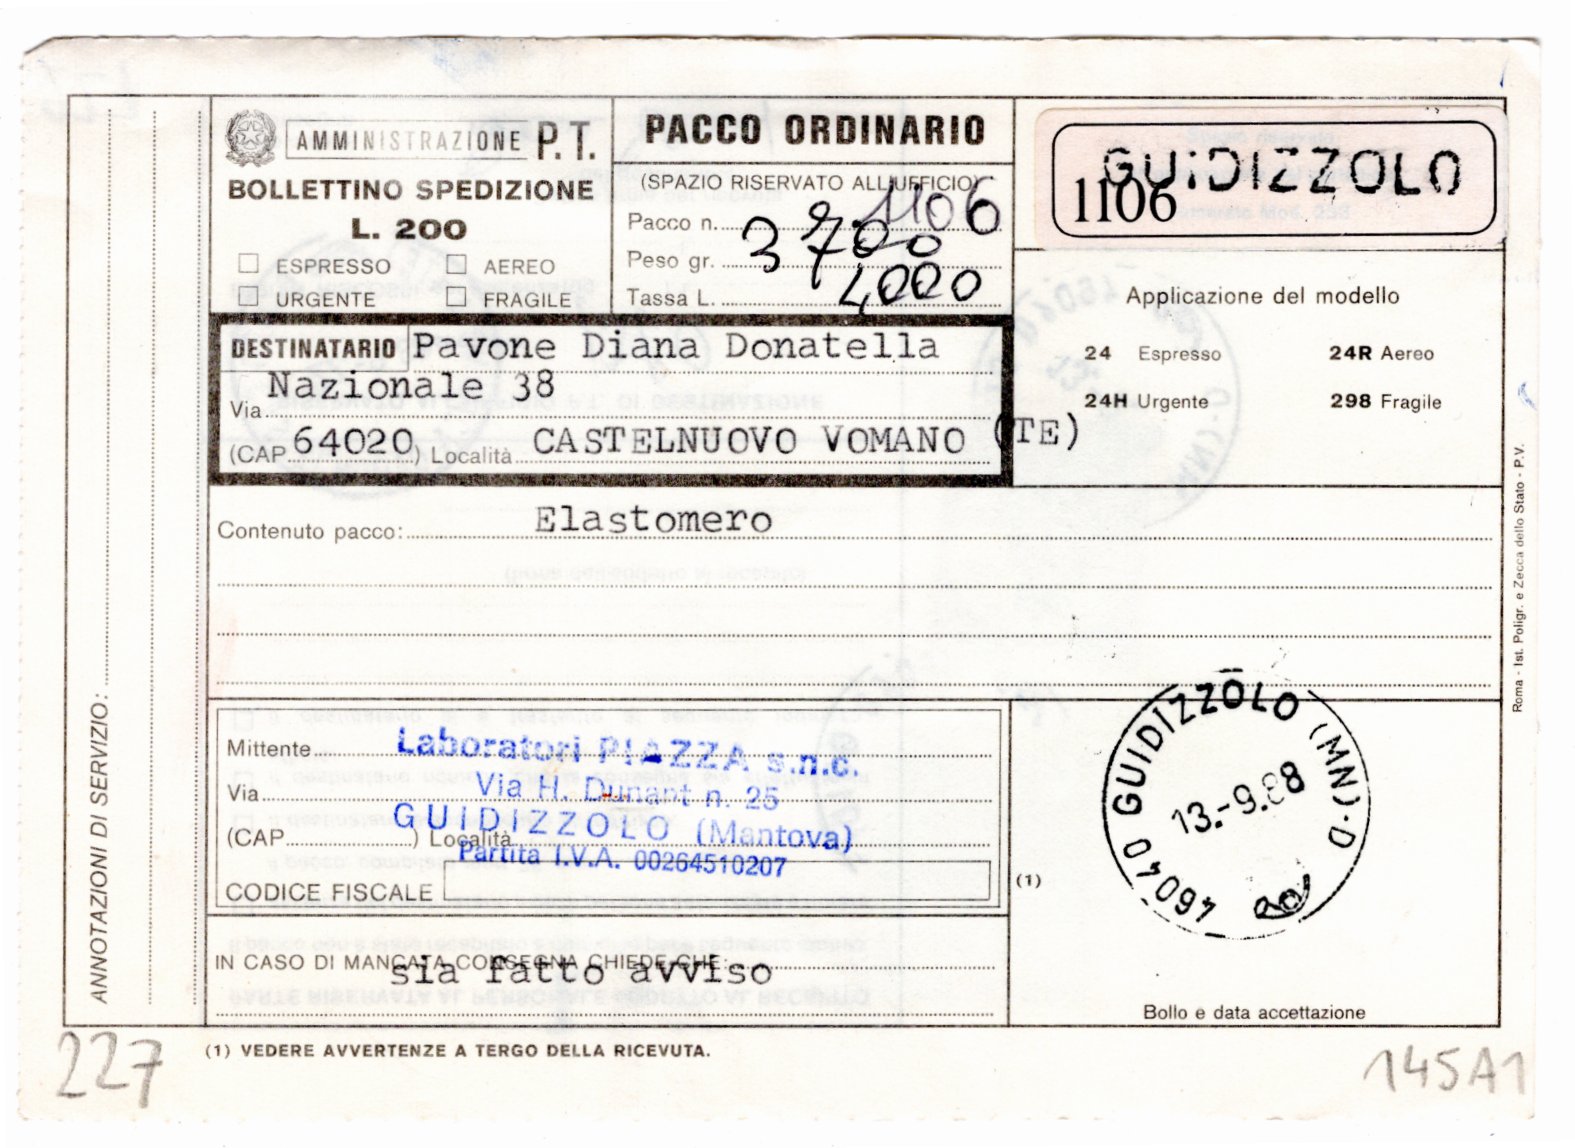 AMMINISTRAZIONE P.T.
BOLLETTINO SPEDIZIONE
L. 200
ESPRESSO AEREO
URGENTE FRAGILE
PACCO ORDINARIO
(SPAZIO RISERVATO ALL'UFFICIO)
Pacco n. 1106
Peso gr. 3700
Tassa L. 4000
GUIDIZZOLO
1106
Applicazione del modello
24 Espresso 24R Aereo
24H Urgente 298 Fragile
DESTINATARIO Pavone Diana Donatella
Via Nazionale 38
(CAP 64020) Località CASTELNUOVO VOMANO (TE)
Contenuto pacco: Elastomero
ANNOTAZIONI DI SERVIZIO:
Mittente Laboratori PIAZZA s.n.c.
Via Via H. Dunant n. 25
(CAP ) Località GUIDIZZOLO (Mantova)
Partita I.V.A. 00264510207
CODICE FISCALE
IN CASO DI MANCATA CONSEGNA CHIEDE CHE:
sia fatto avviso
(1)
46040 GUIDIZZOLO (MN)·D
13.-9.88
Bollo e data accettazione
Roma - Ist. Poligr. e Zecca dello Stato - P.V.
(1) VEDERE AVVERTENZE A TERGO DELLA RICEVUTA.
227
145A1